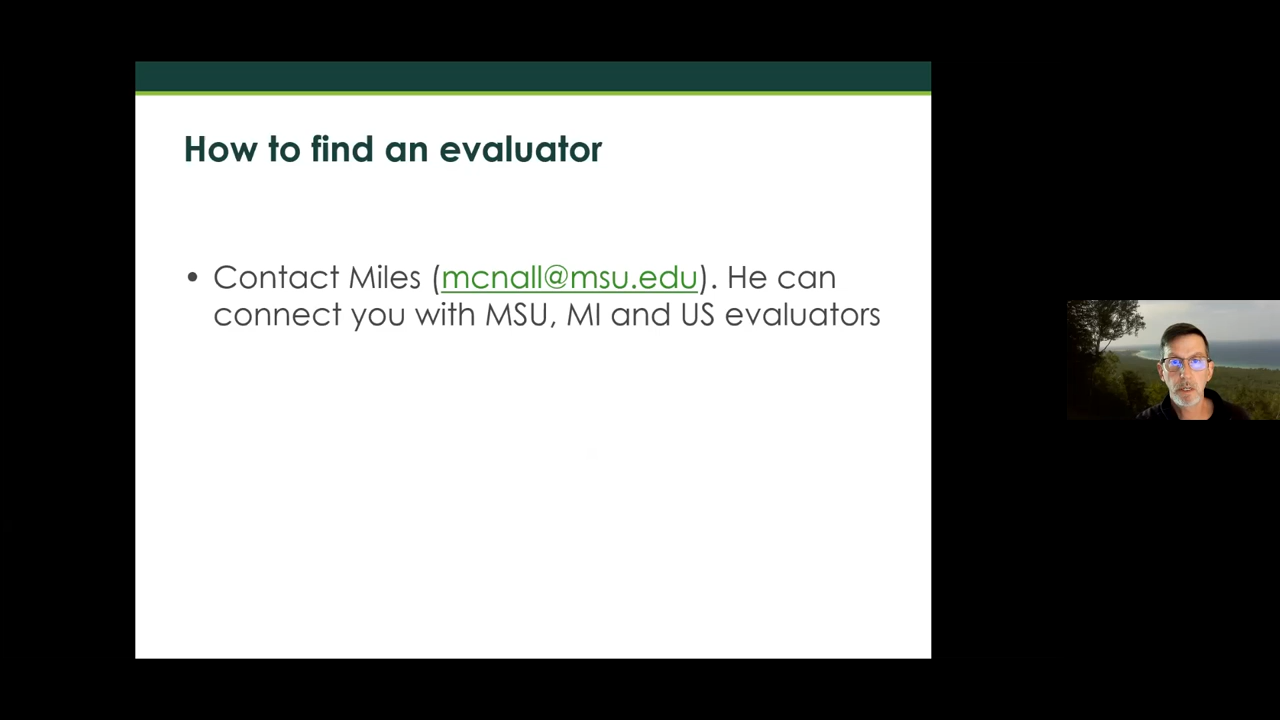 How to find an evaluator
• Contact Miles (mcnall@msu.edu). He can
connect you with MSU, MI and US evaluators